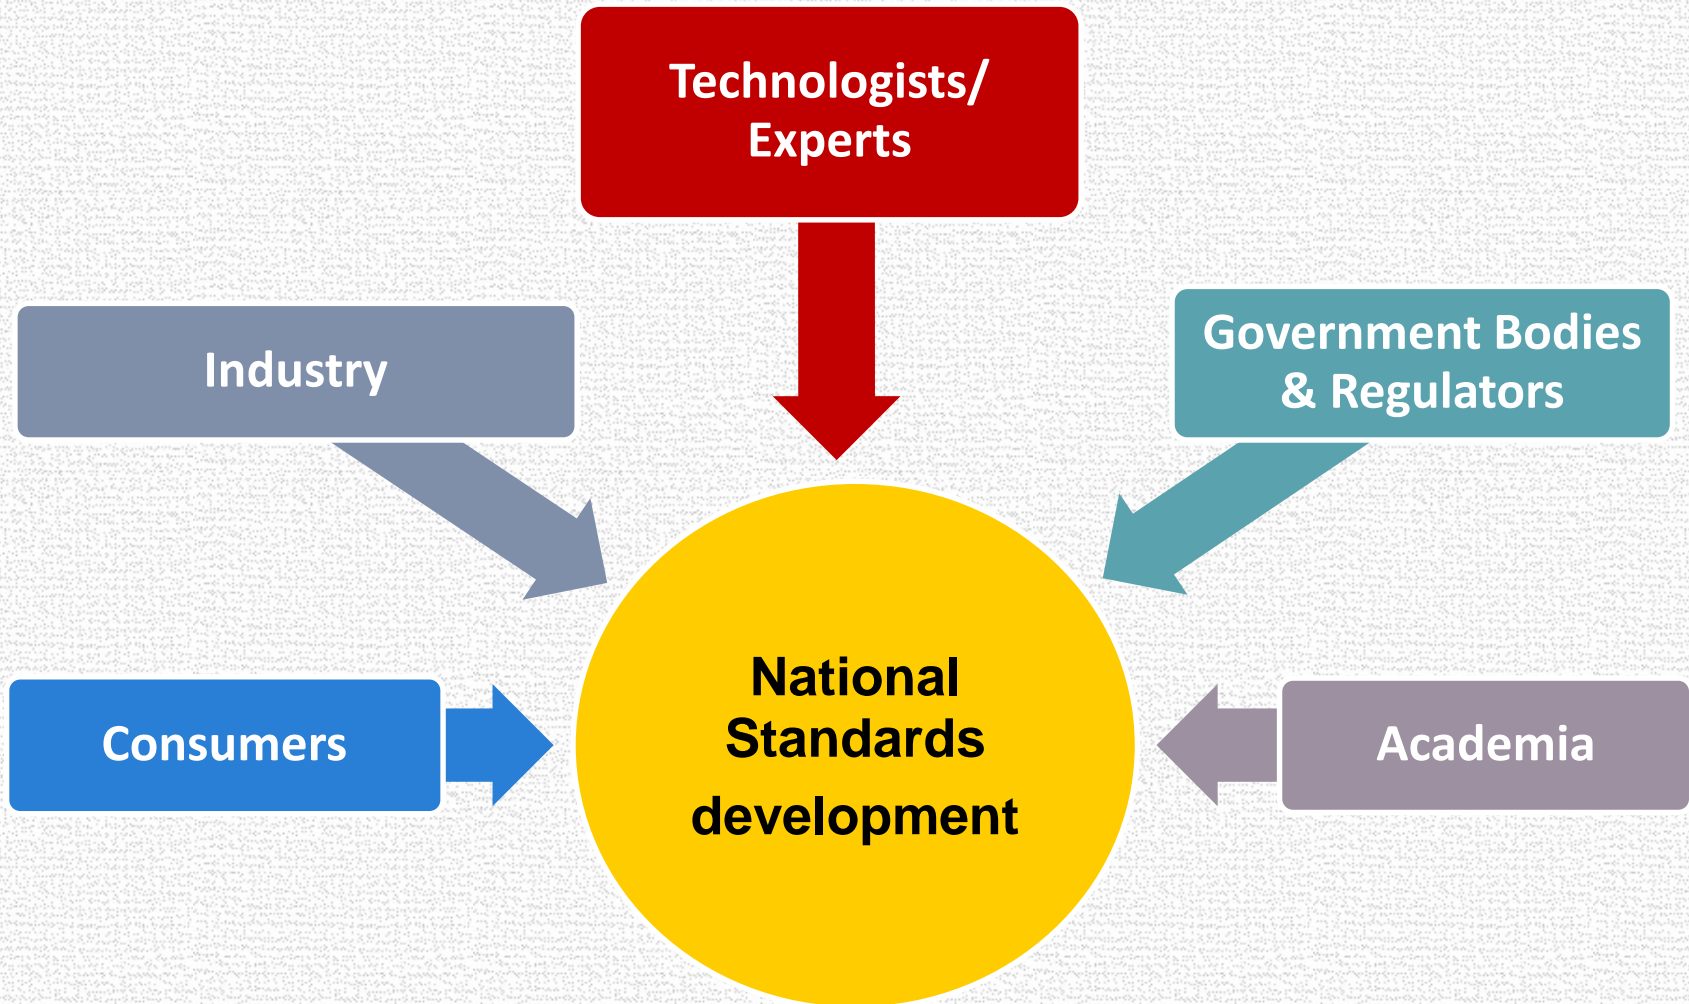 Technologists/
Experts
Industry
Government Bodies
& Regulators
Consumers
National
Standards
development
Academia